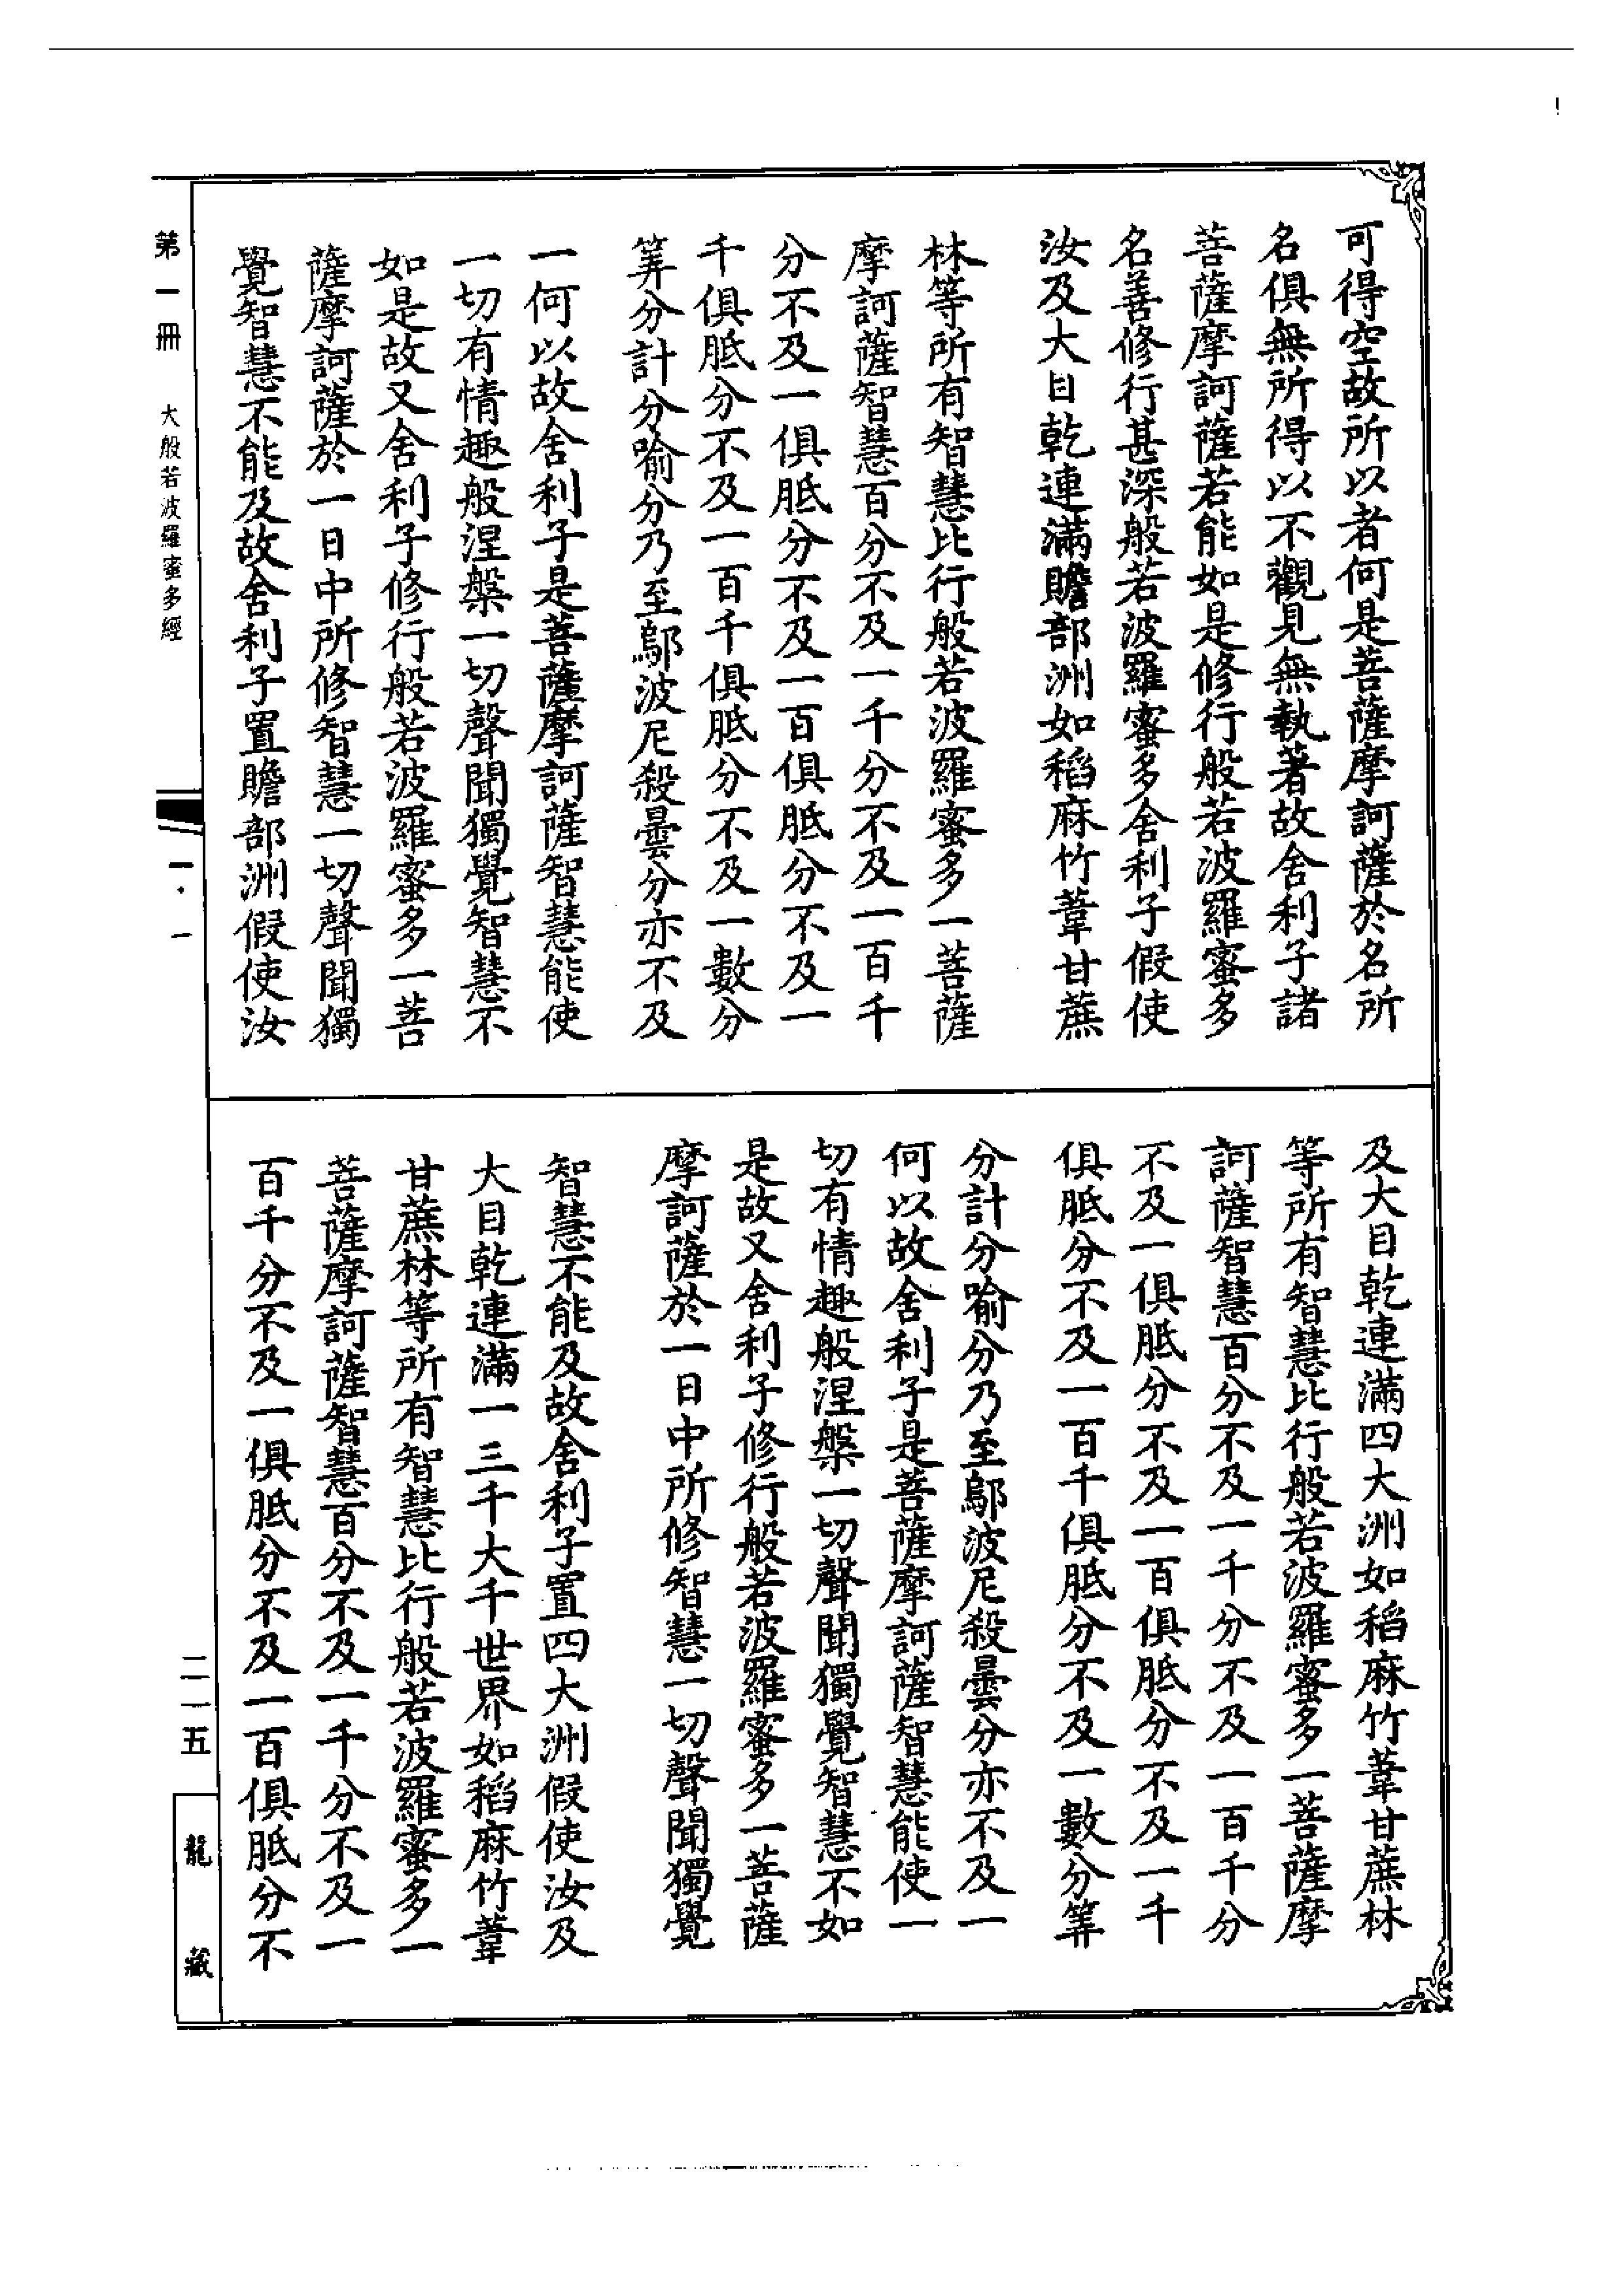 可得空故所以者何是菩薩摩訶薩於名所
名俱無所得以不觀見無執著故舍利子諸
菩薩摩訶薩若能如是修行般若波羅蜜多
名善修行甚深般若波羅蜜多舍利子假使
汝及大目乾連滿贍部洲如稻麻竹葦甘蔗
林等所有智慧比行般若波羅蜜多一菩薩
摩訶薩智慧百分不及一千分不及一百千
分不及一俱胝分不及一百俱胝分不及一
千俱胝分不及一百千俱胝分不及一數分
筭分計分喻分乃至鄔波尼殺曇分亦不及
一何以故舍利子是菩薩摩訶薩智慧能使
一切有情趣般涅槃一切聲聞獨覺智慧不
如是故又舍利子修行般若波羅蜜多一菩
薩摩訶薩於一日中所修智慧一切聲聞獨
覺智慧不能及故舍利子置贍部洲假使汝
及大目乾連滿四大洲如稻麻竹葦甘蔗林
等所有智慧比行般若波羅蜜多一菩薩摩
訶薩智慧百分不及一千分不及一百千分
不及一俱胝分不及一百俱胝分不及一千
俱胝分不及一百千俱胝分不及一數分筭
分計分喻分乃至鄔波尼殺曇分亦不及一
何以故舍利子是菩薩摩訶薩智慧能使一
切有情趣般涅槃一切聲聞獨覺智慧不如
是故又舍利子修行般若波羅蜜多一菩薩
摩訶薩於一日中所修智慧一切聲聞獨覺
智慧不能及故舍利子置四大洲假使汝及
大目乾連滿一三千大千世界如稻麻竹葦
甘蔗林等所有智慧比行般若波羅蜜多一
菩薩摩訶薩智慧百分不及一千分不及一
百千分不及一俱胝分不及一百俱胝分不
第一冊 大般若波羅蜜多經 一·一
二一五
龍藏